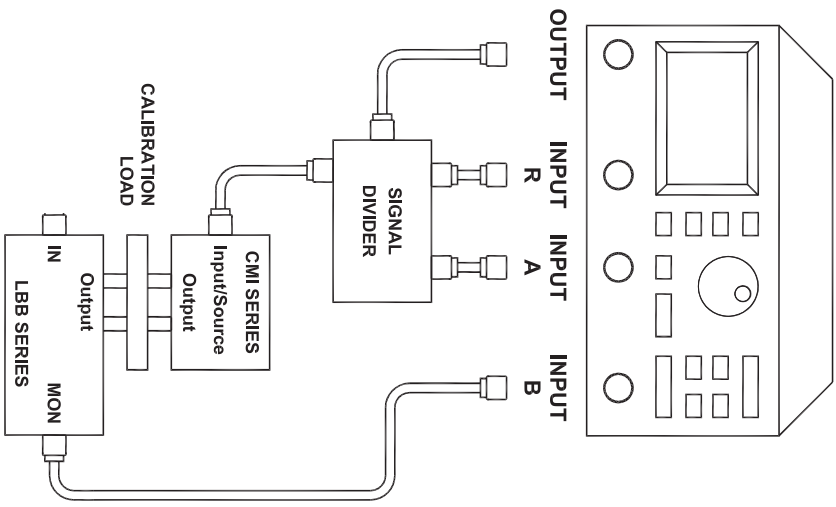 OUTPUT
INPUT
R
INPUT
A
INPUT
B
SIGNAL
DIVIDER
CALIBRATION
LOAD
CMI SERIES
Input/Source
Output
Output
IN
MON
LBB SERIES